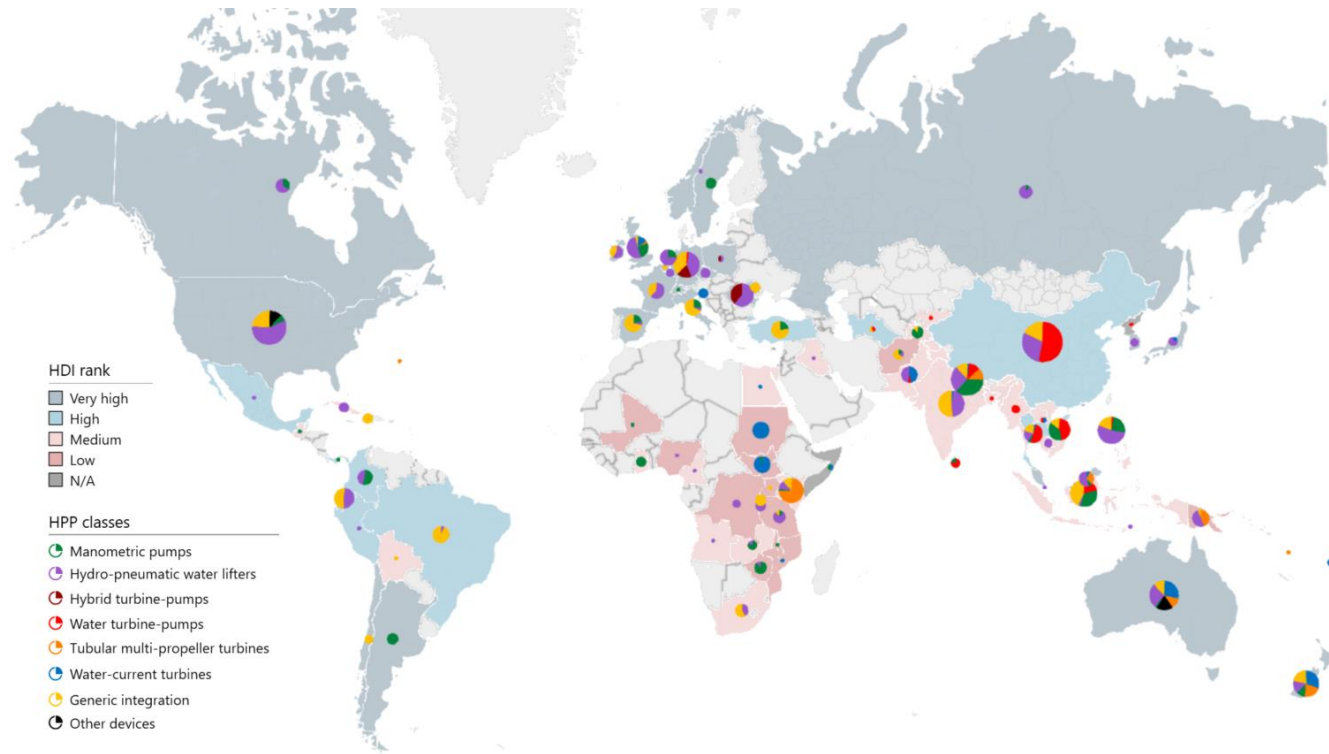 HDI rank
Very high
High
Medium
Low
N/A
HPP classes
Manometric pumps
Hydro-pneumatic water lifters
Hybrid turbine-pumps
Water turbine-pumps
Tubular multi-propeller turbines
Water-current turbines
Generic integration
Other devices